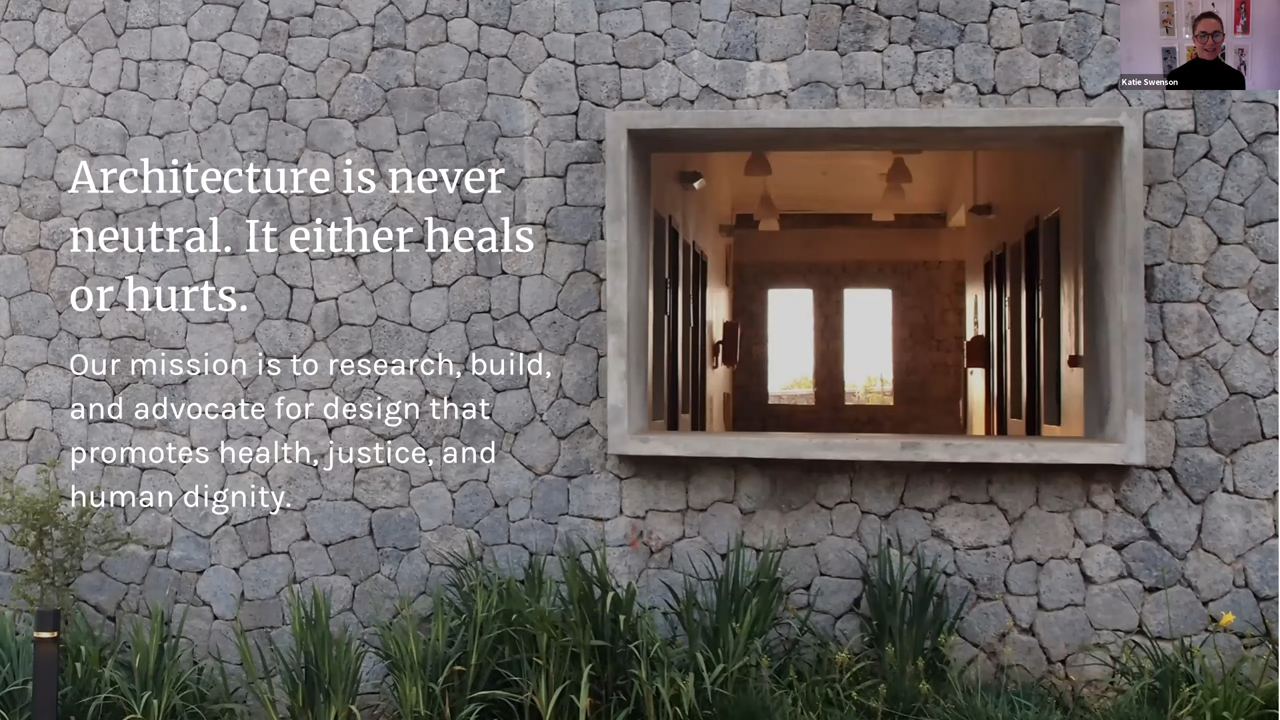 Katie Swenson
Architecture is never
neutral. It either heals
or hurts.
Our mission is to research, build,
and advocate for design that
promotes health, justice, and
human dignity.